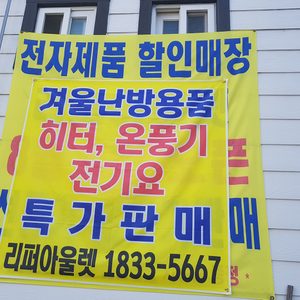 전자제품 할인매장
겨울난방용품
히터, 온풍기
전기요
특가판매
리퍼아울렛 1833-5667